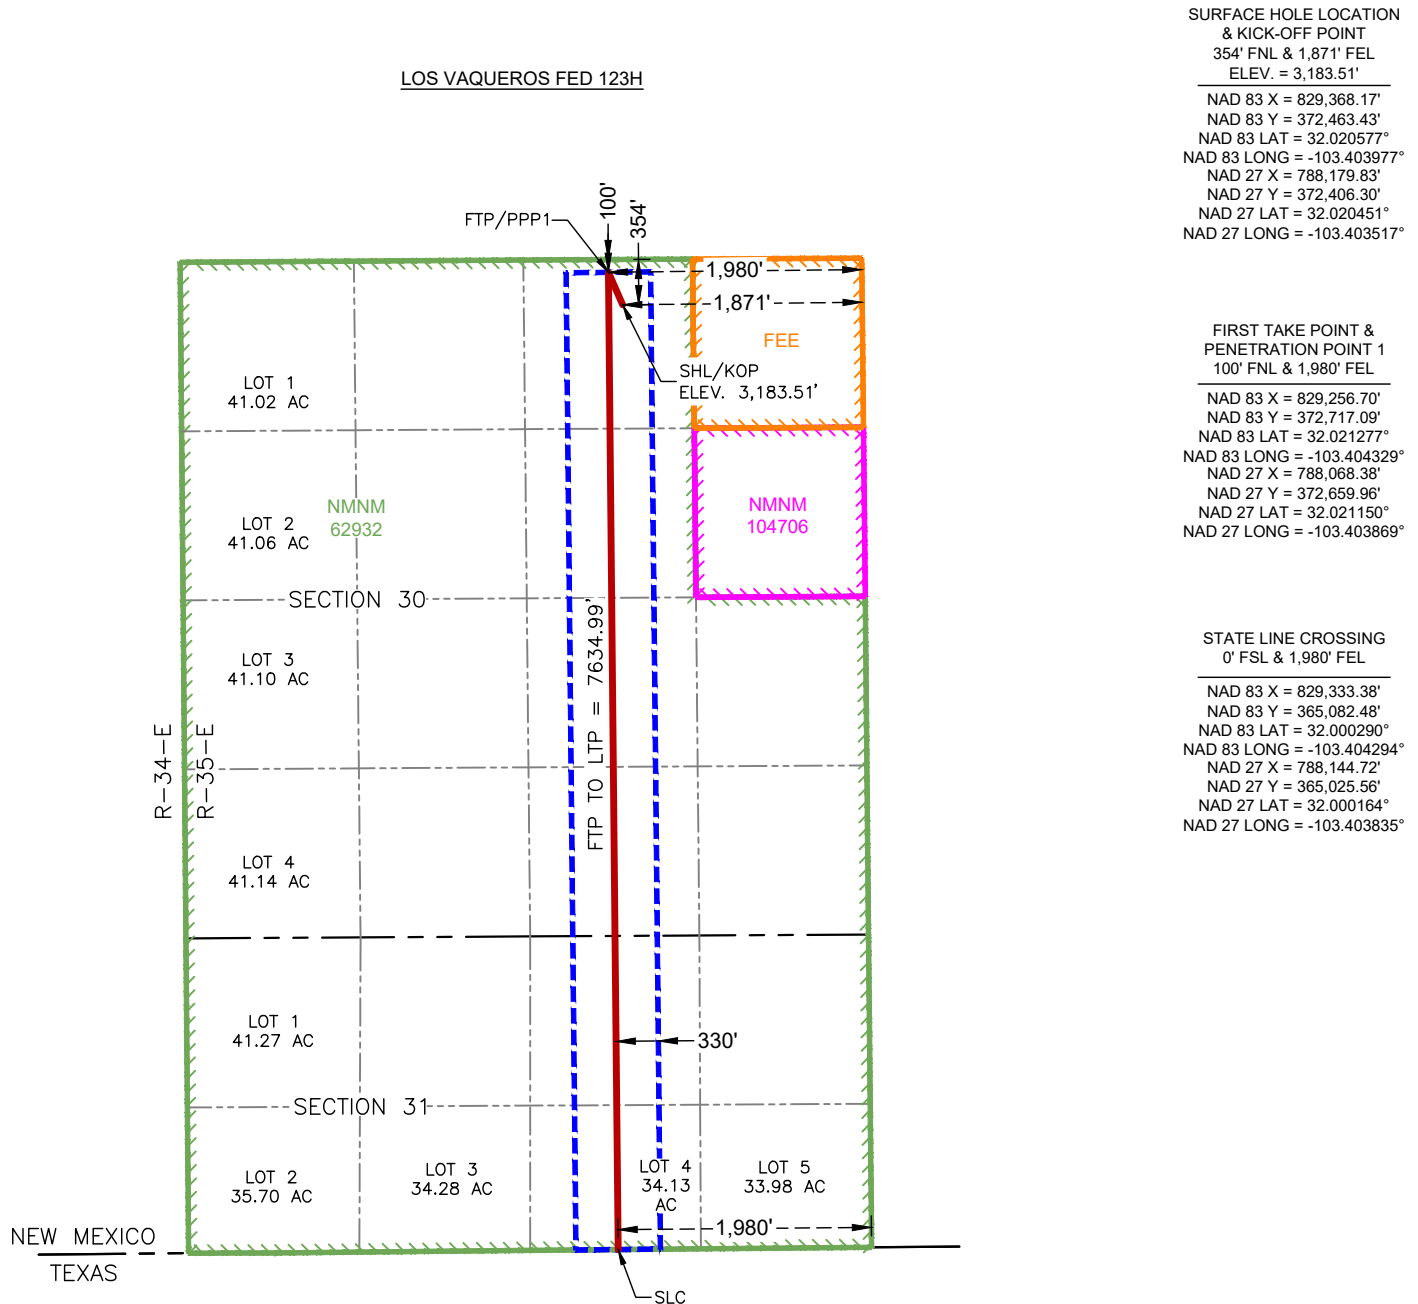 LOS VAQUEROS FED 123H
SURFACE HOLE LOCATION
& KICK-OFF POINT
354' FNL & 1,871' FEL
ELEV. = 3,183.51'
NAD 83 X = 829,368.17'
NAD 83 Y = 372,463.43'
NAD 83 LAT = 32.020577°
NAD 83 LONG = -103.403977°
NAD 27 X = 788,179.83'
NAD 27 Y = 372,406.30'
NAD 27 LAT = 32.020451°
NAD 27 LONG = -103.403517°
FIRST TAKE POINT &
PENETRATION POINT 1
100' FNL & 1,980' FEL
NAD 83 X = 829,256.70'
NAD 83 Y = 372,717.09'
NAD 83 LAT = 32.021277°
NAD 83 LONG = -103.404329°
NAD 27 X = 788,068.38'
NAD 27 Y = 372,659.96'
NAD 27 LAT = 32.021150°
NAD 27 LONG = -103.403869°
STATE LINE CROSSING
0' FSL & 1,980' FEL
NAD 83 X = 829,333.38'
NAD 83 Y = 365,082.48'
NAD 83 LAT = 32.000290°
NAD 83 LONG = -103.404294°
NAD 27 X = 788,144.72'
NAD 27 Y = 365,025.56'
NAD 27 LAT = 32.000164°
NAD 27 LONG = -103.403835°
FTP/PPP1
100'
354'
1,980'
1,871'
FEE
SHL/KOP
ELEV. 3,183.51'
LOT 1
41.02 AC
LOT 2
41.06 AC
NMNM
62932
NMNM
104706
SECTION 30
LOT 3
41.10 AC
FTP TO LTP = 7634.99'
R-34-E
R-35-E
LOT 4
41.14 AC
LOT 1
41.27 AC
330'
SECTION 31
LOT 2
35.70 AC
LOT 3
34.28 AC
LOT 4
34.13
AC
LOT 5
33.98 AC
1,980'
NEW MEXICO
TEXAS
SLC